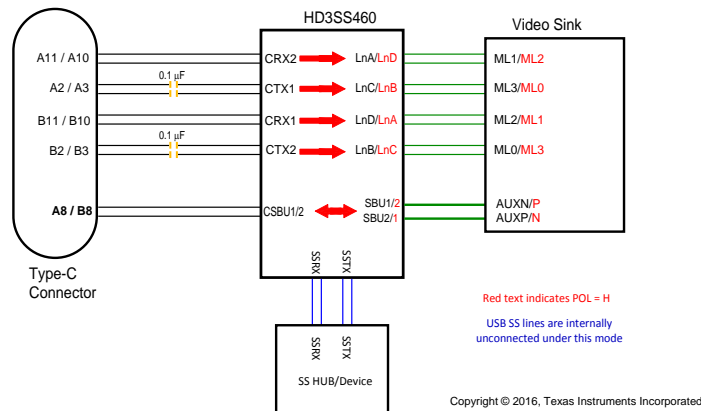 HD3SS460
Video Sink
A11 / A10
CRX2
LnA/LnD
ML1/ML2
0.1 µF
A2 / A3
CTX1
LnC/LnB
ML3/ML0
B11 / B10
CRX1
LnD/LnA
ML2/ML1
0.1 µF
B2 / B3
CTX2
LnB/LnC
ML0/ML3
A8 / B8
CSBU1/2
SBU1/2
SBU2/1
AUXN/P
AUXP/N
SSRX
SSTX
Type-C
Connector
Red text indicates POL = H
USB SS lines are internally
unconnected under this mode
SSRX
SSTX
SS HUB/Device
Copyright © 2016, Texas Instruments Incorporated